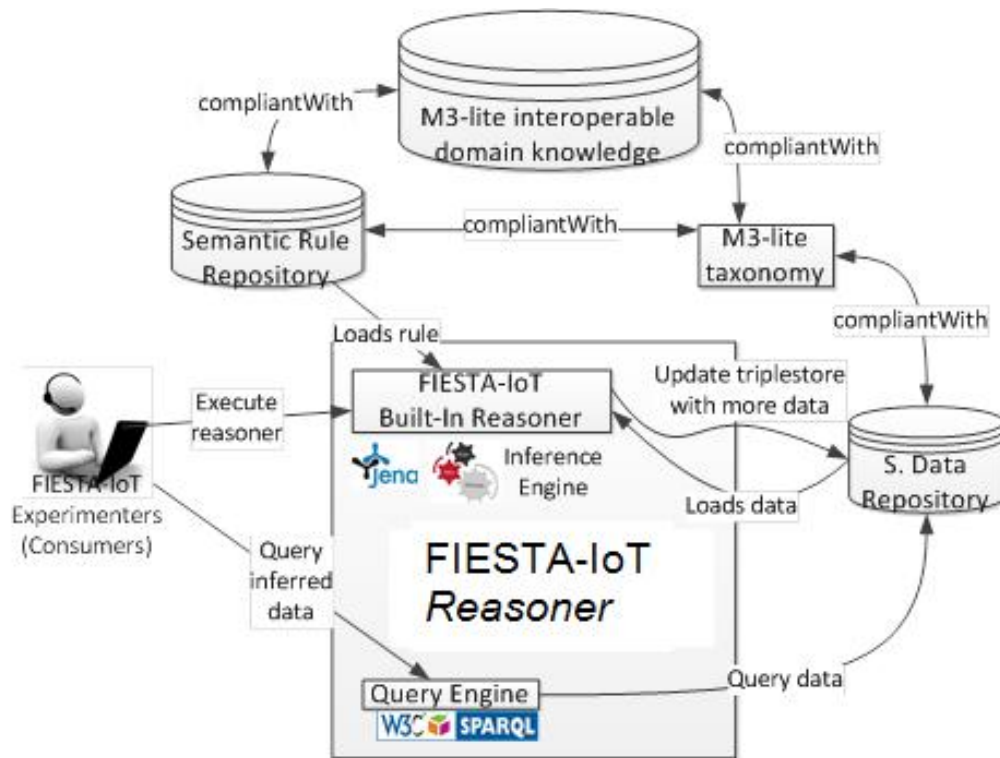 compliantWith
M3-lite interoperable
domain knowledge
compliantWith
Semantic Rule
Repository
compliantWith
M3-lite
taxonomy
Loads rule
compliantWith
FIESTA-IoT
Built-In Reasoner
Update triplestore
with more data
Execute
reasoner
Jena
Inference
Engine
S. Data
Repository
Loads data
FIESTA-IoT
Experimenters
(Consumers)
Query
inferred
data
FIESTA-IoT
Reasoner
Query data
Query Engine
W3C SPARQL